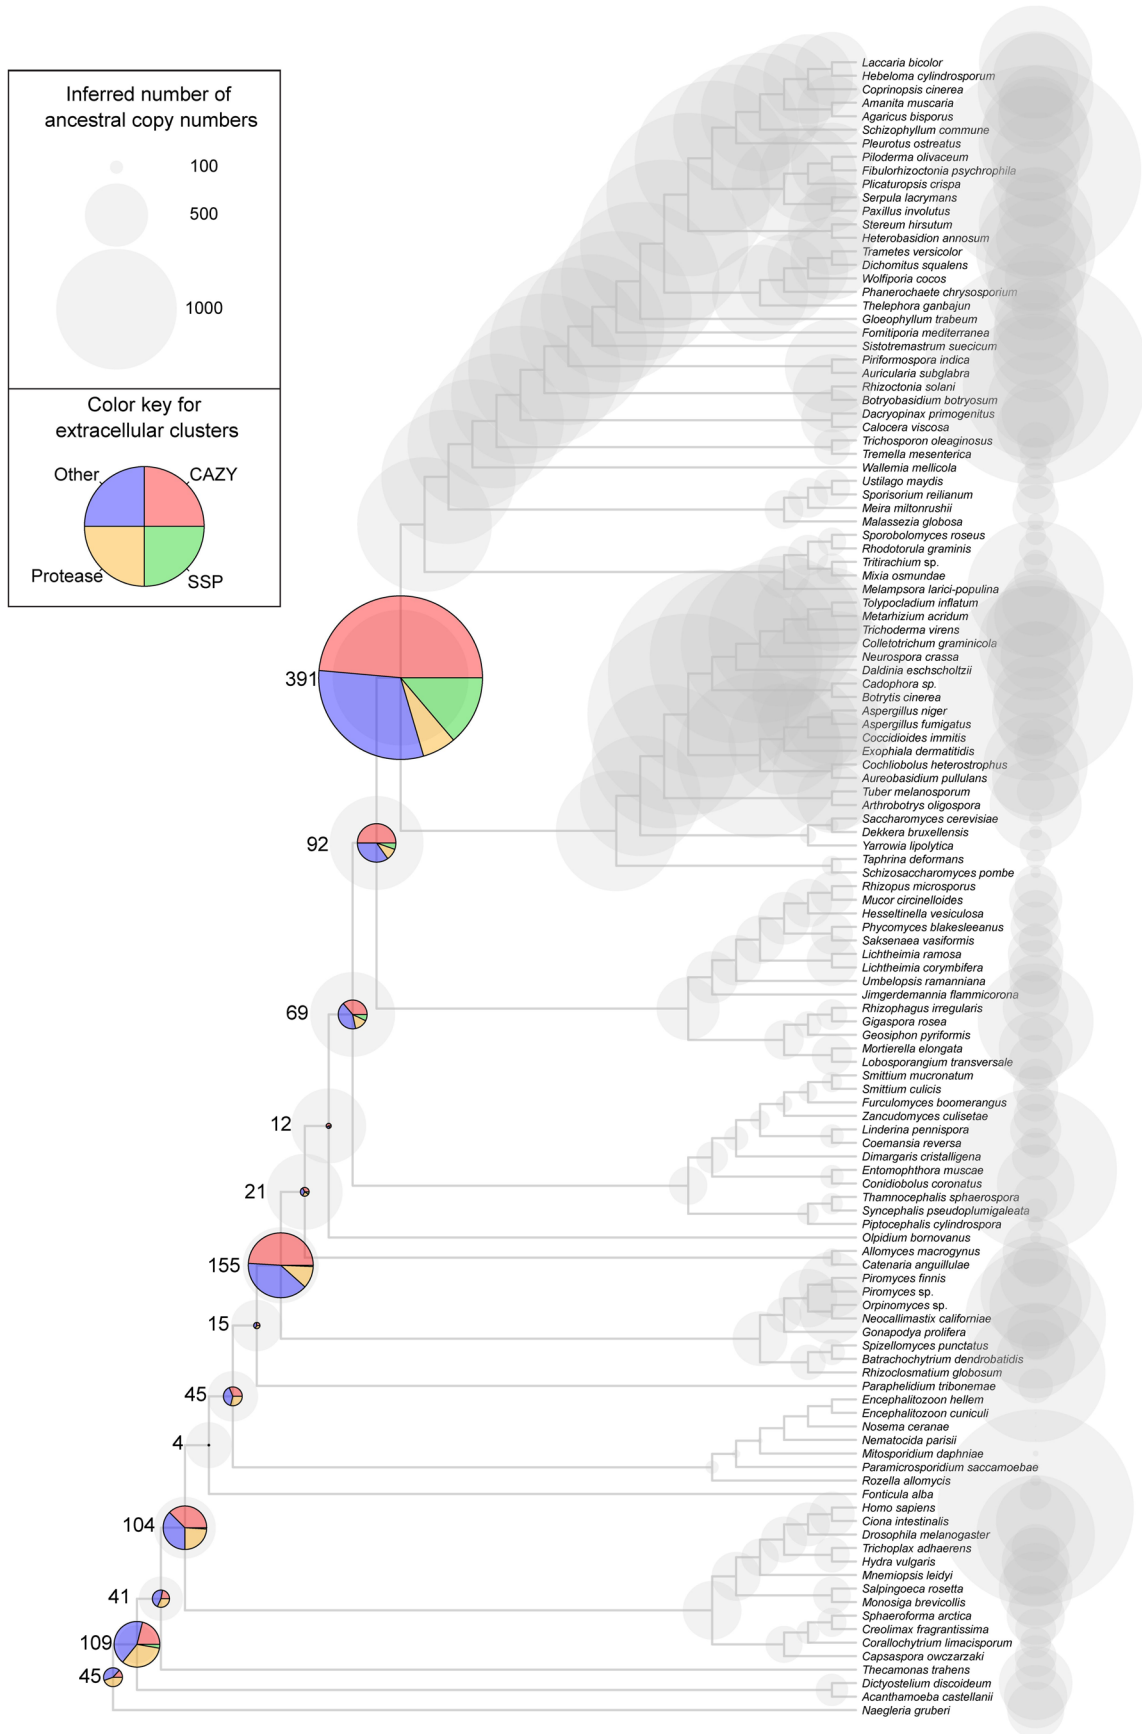 Inferred number of
ancestral copy numbers
100
500
1000
Color key for
extracellular clusters
Other
CAZY
Protease
SSP
391
92
69
12
21
155
15
45
4
104
41
109
45
Laccaria bicolor
Hebeloma cylindrosporum
Coprinopsis cinerea
Amanita muscaria
Agaricus bisporus
Schizophyllum commune
Pleurotus ostreatus
Piloderma olivaceum
Fibulorhizoctonia psychrophila
Plicaturopsis crispa
Serpula lacrymans
Paxillus involutus
Stereum hirsutum
Heterobasidion annosum
Trametes versicolor
Dichomitus squalens
Wolfiporia cocos
Phanerochaete chrysosporium
Thelephora ganbajun
Gloeophyllum trabeum
Fomitiporia mediterranea
Sistotremastrum suecicum
Piriformospora indica
Auricularia subglabra
Rhizoctonia solani
Botryobasidium botryosum
Dacryopinax primogenitus
Calocera viscosa
Trichosporon oleaginosus
Tremella mesenterica
Wallemia mellicola
Ustilago maydis
Sporisorium reilianum
Meira miltonrushii
Malassezia globosa
Sporobolomyces roseus
Rhodotorula graminis
Tritirachium sp.
Mixia osmundae
Melampsora larici-populina
Tolypocladium inflatum
Metarhizium acridum
Trichoderma virens
Colletotrichum graminicola
Neurospora crassa
Daldinia eschscholtzii
Cadophora sp.
Botrytis cinerea
Aspergillus niger
Aspergillus fumigatus
Coccidioides immitis
Exophiala dermatitidis
Cochliobolus heterostrophus
Aureobasidium pullulans
Tuber melanosporum
Arthrobotrys oligospora
Saccharomyces cerevisiae
Dekkera bruxellensis
Yarrowia lipolytica
Taphrina deformans
Schizosaccharomyces pombe
Rhizopus microsporus
Mucor circinelloides
Hesseltinella vesiculosa
Phycomyces blakesleeanus
Saksenaea vasiformis
Lichtheimia ramosa
Lichtheimia corymbifera
Umbelopsis ramanniana
Jimgerdemannia flammicorona
Rhizophagus irregularis
Gigaspora rosea
Geosiphon pyriformis
Mortierella elongata
Lobosporangium transversale
Smittium mucronatum
Smittium culicis
Furculomyces boomerangus
Zancudomyces culisetae
Linderina pennispora
Coemansia reversa
Dimargaris cristalligena
Entomophthora muscae
Conidiobolus coronatus
Thamnocephalis sphaerospora
Syncephalis pseudoplumigaleata
Piptocephalis cylindrospora
Olpidium bornovanus
Allomyces macrogynus
Catenaria anguillulae
Piromyces finnis
Piromyces sp.
Orpinomyces sp.
Neocallimastix californiae
Gonapodya prolifera
Spizellomyces punctatus
Batrachochytrium dendrobatidis
Rhizoclosmatium globosum
Paraphelidium tribonemae
Encephalitozoon hellem
Encephalitozoon cuniculi
Nosema ceranae
Nematocida parisii
Mitosporidium daphniae
Paramicrosporidium saccamoebae
Rozella allomycis
Fonticula alba
Homo sapiens
Ciona intestinalis
Drosophila melanogaster
Trichoplax adhaerens
Hydra vulgaris
Mnemiopsis leidyi
Salpingoeca rosetta
Monosiga brevicollis
Sphaeroforma arctica
Creolimax fragrantissima
Corallochytrium limacisporum
Capsaspora owczarzaki
Thecamonas trahens
Dictyostelium discoideum
Acanthamoeba castellanii
Naegleria gruberi